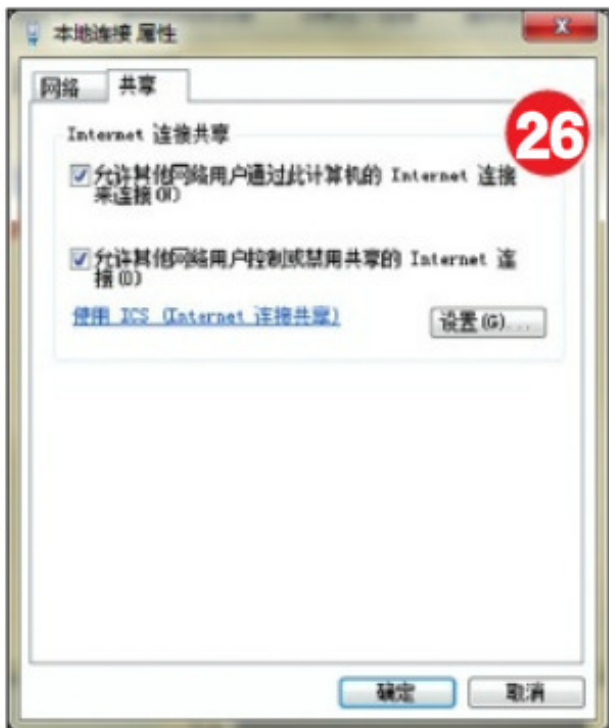 本地连接 属性
网络
共享
26
Internet 连接共享
允许其他网络用户通过此计算机的 Internet 连接
来连接(N)
允许其他网络用户控制或禁用共享的 Internet 连
接(O)
使用 ICS (Internet 连接共享)
设置(G)...
确定
取消